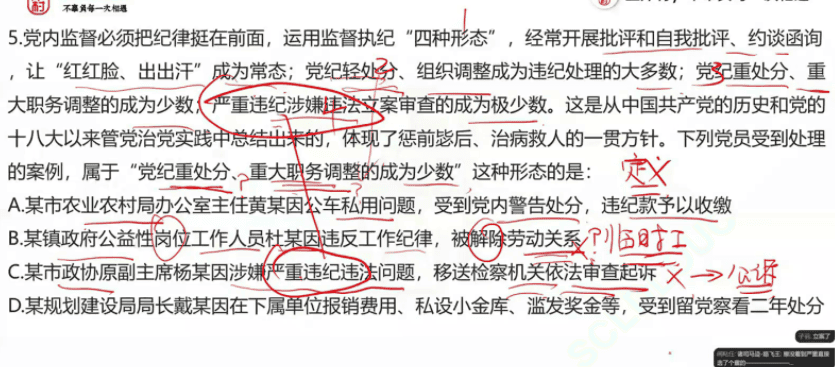 不辜负每一次相遇
5.党内监督必须把纪律挺在前面，运用监督执纪“四种形态”，经常开展批评和自我批评、约谈函询
，让“红红脸、出出汗”成为常态；党纪轻处分、组织调整成为违纪处理的大多数；党纪重处分、重
大职务调整的成为少数；严重违纪涉嫌违法立案审查的成为极少数。这是从中国共产党的历史和党的
十八大以来管党治党实践中总结出来的，体现了惩前毖后、治病救人的一贯方针。下列党员受到处理
的案例，属于“党纪重处分、重大职务调整的成为少数”这种形态的是： 定义
A.某市农业农村局办公室主任黄某因公车私用问题，受到党内警告处分，违纪款予以收缴
B.某镇政府公益性岗位工作人员杜某因违反工作纪律，被解除劳动关系 ?临时工
C.某市政协原副主席杨某因涉嫌严重违纪违法问题，移送检察机关依法审查起诉 X→公诉
D.某规划建设局局长戴某因在下属单位报销费用、私设小金库、滥发奖金等，受到留党察看二年处分